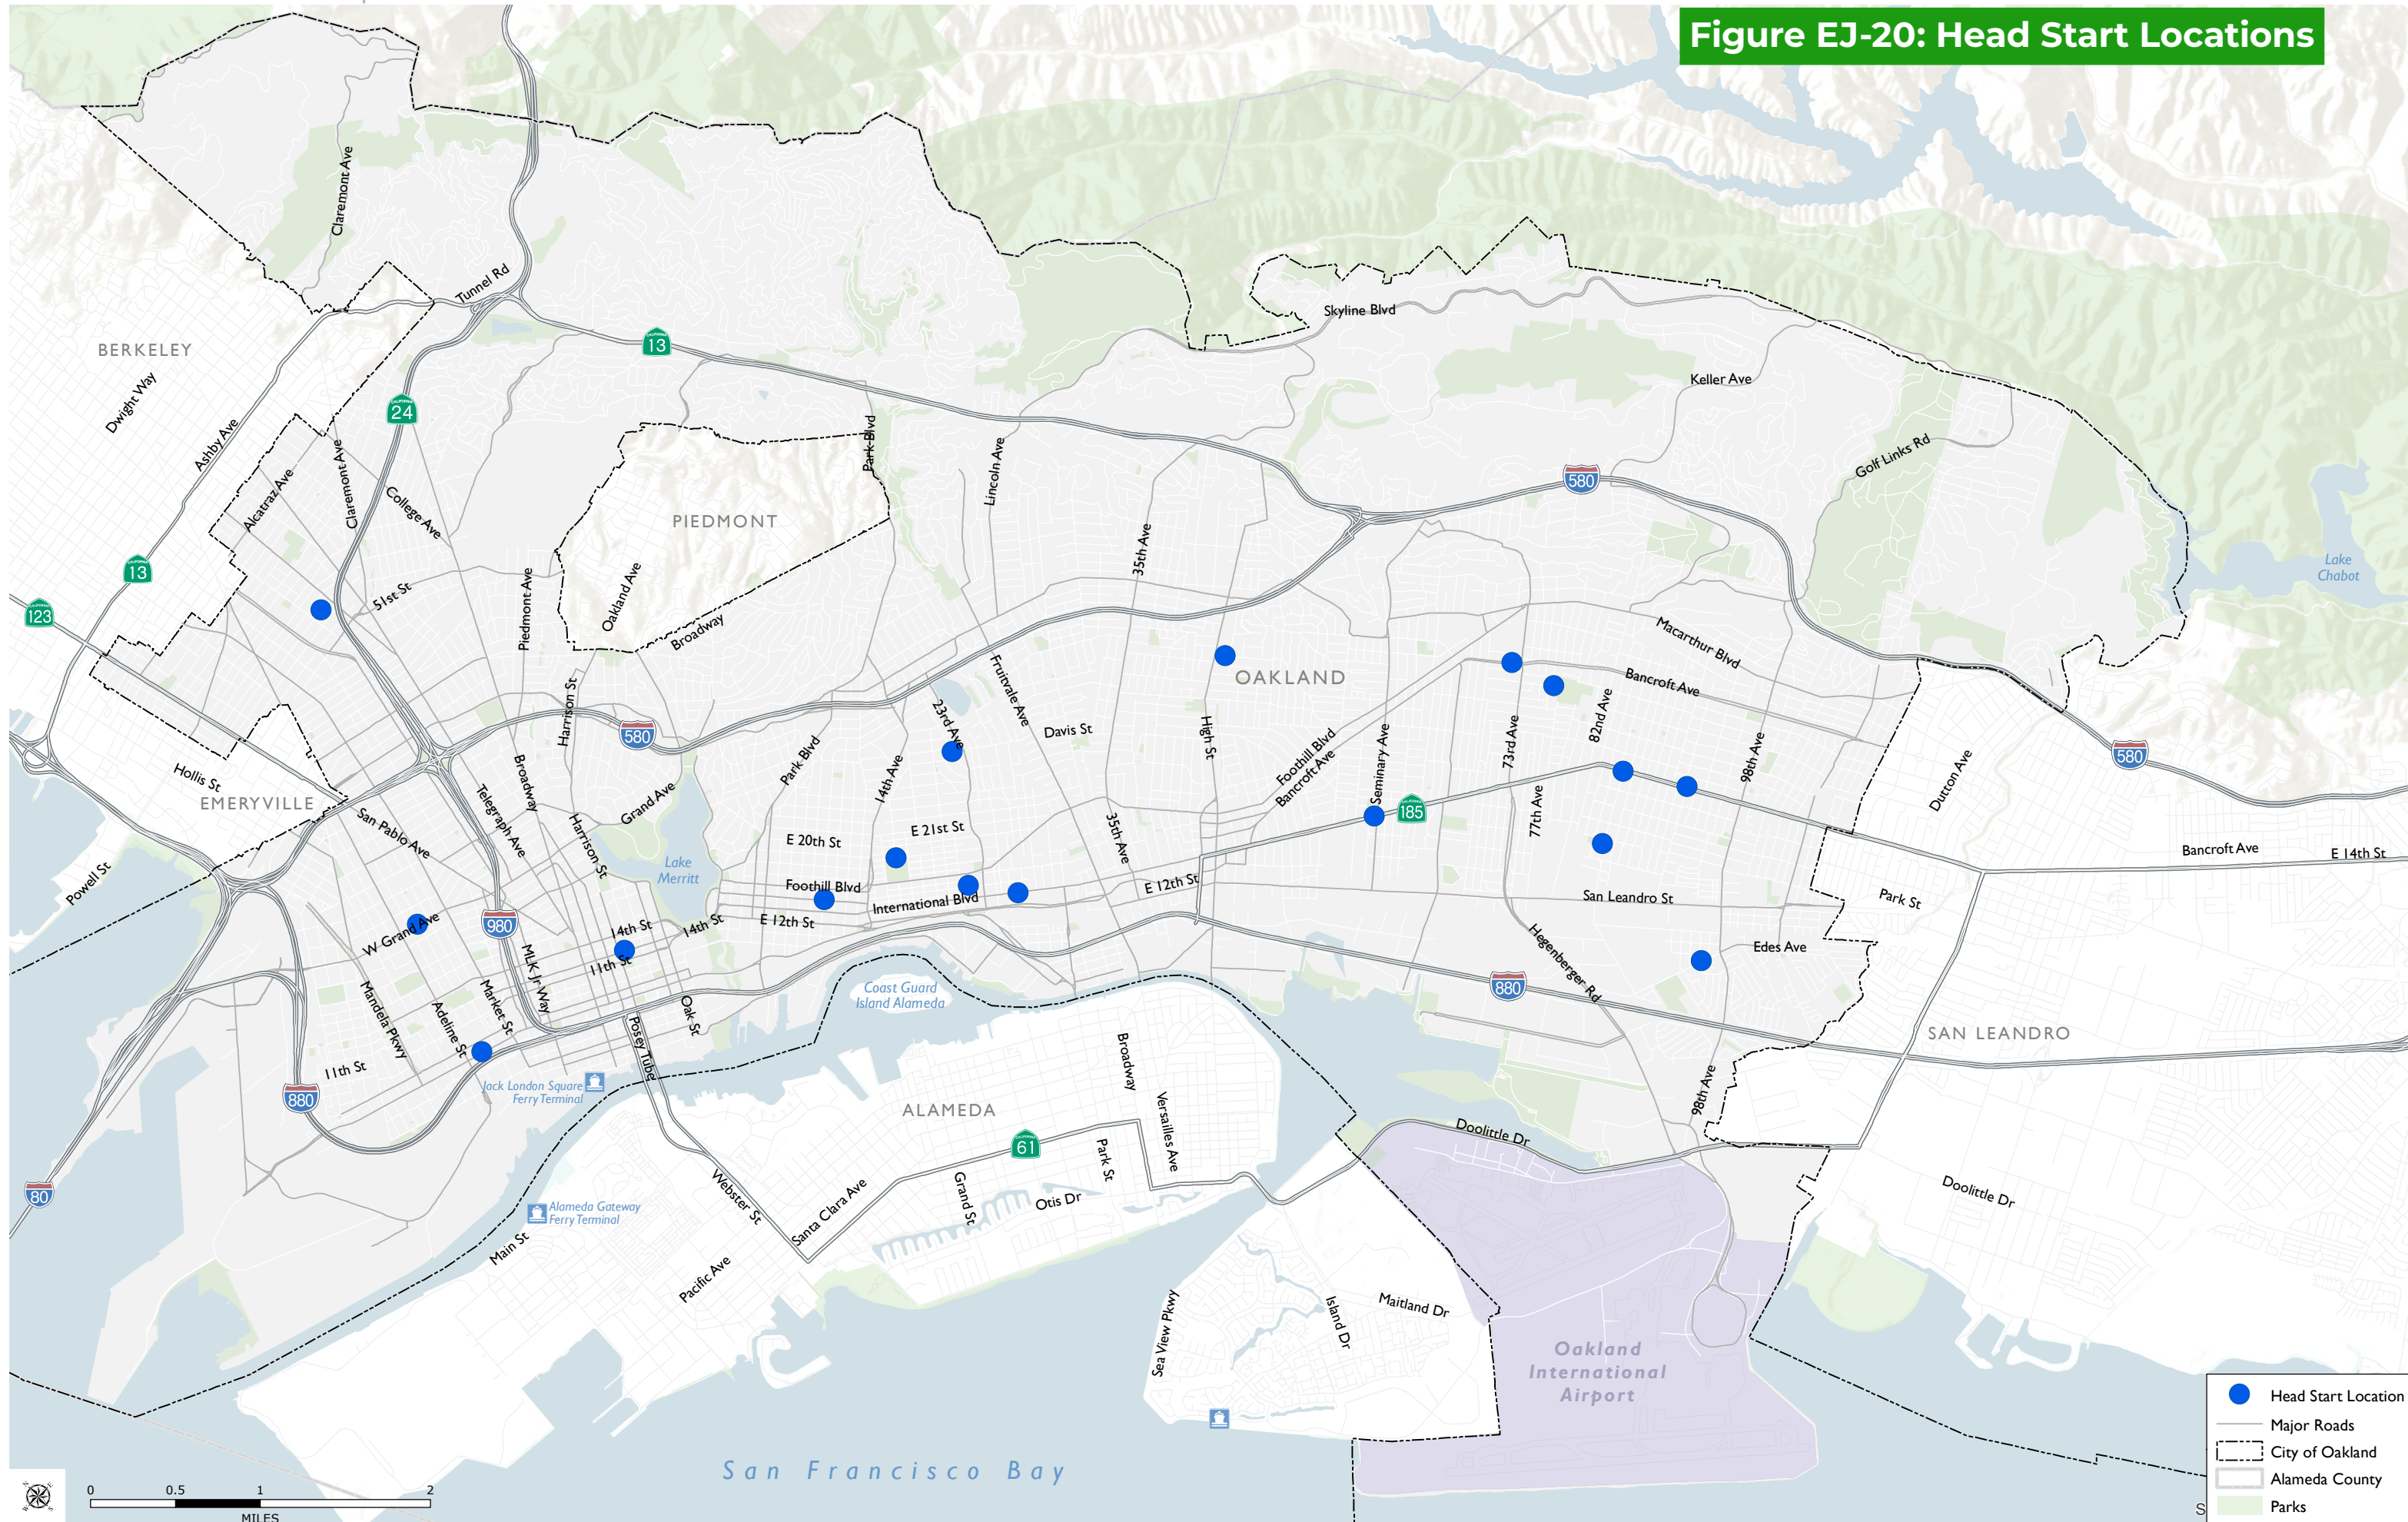 Figure EJ-20: Head Start Locations
Claremont Ave
Tunnel Rd
Skyline Blvd
BERKELEY
CALIFORNIA
13
Dwight Way
Keller Ave
CALIFORNIA
24
Ashby Ave
Alcatraz Ave
Claremont Ave
College Ave
Park Blvd
Lincoln Ave
Golf Links Rd
580
PIEDMONT
35th Ave
CALIFORNIA
13
Lake
Chabot
CALIFORNIA
123
51st St
Piedmont Ave
Oakland Ave
Broadway
Macarthur Blvd
OAKLAND
Fruitvale Ave
Bancroft Ave
Harrison St
580
23rd Ave
Davis St
High St
82nd Ave
73rd Ave
98th Ave
580
Hollis St
EMERYVILLE
Telegraph Ave
Broadway
Park Blvd
14th Ave
Foothill Blvd
Bancroft Ave
Seminary Ave
Dutton Ave
Grand Ave
San Pablo Ave
Harrison St
CALIFORNIA
185
77th Ave
E 20th St
E 21st St
35th Ave
Bancroft Ave
E 14th St
Lake
Merritt
Powell St
Foothill Blvd
International Blvd
E 12th St
San Leandro St
Park St
W Grand Ave
980
14th St
14th St
E 12th St
11th St
Edes Ave
Hegenberger Rd
MLK Jr Way
Coast Guard
Island Alameda
880
Mandela Pkwy
Adeline St
Market St
Oak St
Posey Tube
SAN LEANDRO
11th St
880
Jack London Square
Ferry Terminal
Broadway
Versailles Ave
98th Ave
ALAMEDA
CALIFORNIA
61
Park St
Doolittle Dr
80
Alameda Gateway
Ferry Terminal
Webster St
Santa Clara Ave
Grand St
Otis Dr
Doolittle Dr
Main St
Pacific Ave
Sea View Pkwy
Island Dr
Maitland Dr
Oakland
International
Airport
San Francisco Bay
Head Start Location
Major Roads
City of Oakland
Alameda County
Parks
S
0 0.5 1 2
MILES